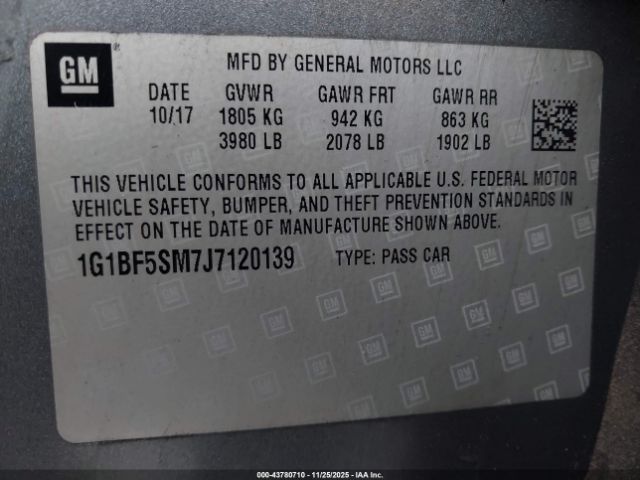 GM®
MFD BY GENERAL MOTORS LLC
DATE GVWR GAWR FRT GAWR RR
10/17 1805 KG 942 KG 863 KG
3980 LB 2078 LB 1902 LB
THIS VEHICLE CONFORMS TO ALL APPLICABLE U.S. FEDERAL MOTOR
VEHICLE SAFETY, BUMPER, AND THEFT PREVENTION STANDARDS IN
EFFECT ON THE DATE OF MANUFACTURE SHOWN ABOVE.
1G1BF5SM7J7120139 TYPE: PASS CAR
000-43780710 - 11/25/2025 - Copyright © 2025 IAA, Inc.